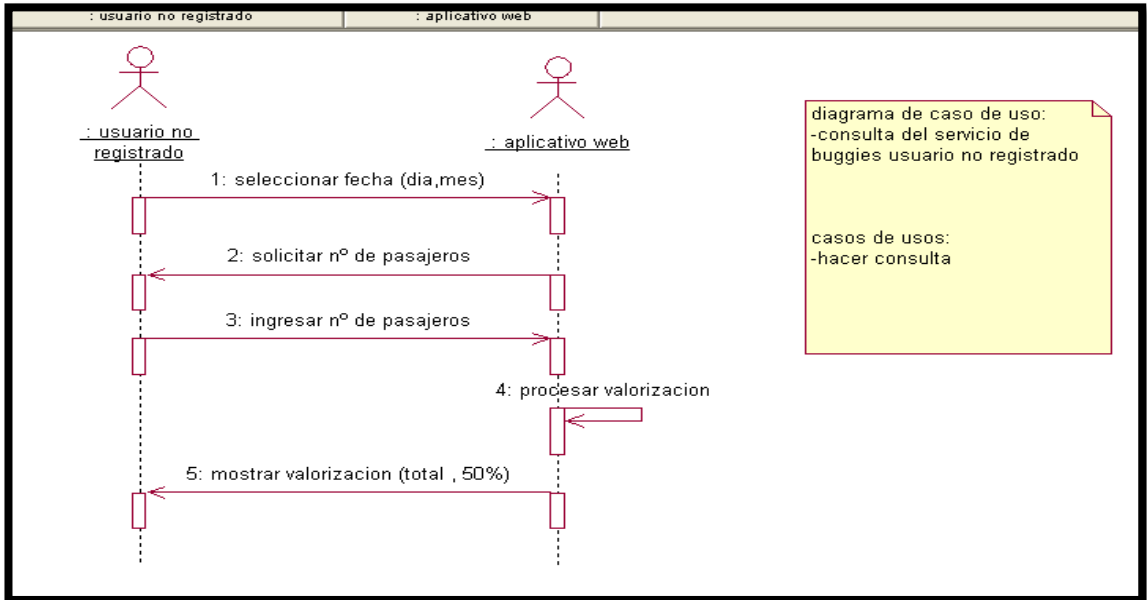 : usuario no registrado
: aplicativo web
: usuario no
registrado
: aplicativo web
diagrama de caso de uso:
-consulta del servicio de
buggies usuario no registrado
casos de usos:
-hacer consulta
1: seleccionar fecha (dia,mes)
2: solicitar nº de pasajeros
3: ingresar nº de pasajeros
4: procesar valorizacion
5: mostrar valorizacion (total , 50%)